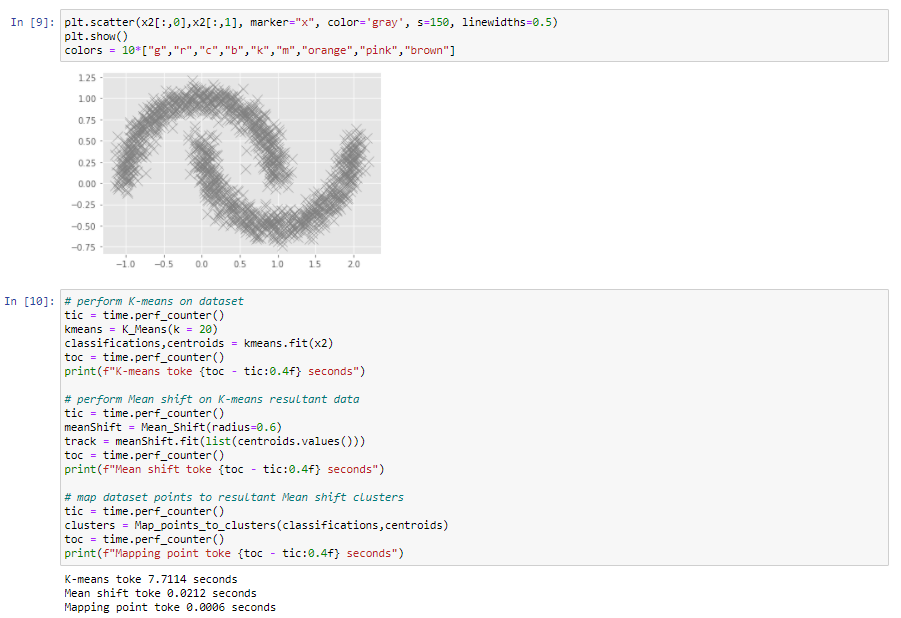 In [9]: plt.scatter(x2[:,0],x2[:,1], marker="x", color='gray', s=150, linewidths=0.5)
plt.show()
colors = 10*["g","r","c","b","k","m","orange","pink","brown"]
1.25
1.00
0.75
0.50
0.25
0.00
−0.25
−0.50
−0.75
−1.0 −0.5 0.0 0.5 1.0 1.5 2.0
In [10]: # perform K-means on dataset
tic = time.perf_counter()
kmeans = K_Means(k = 20)
classifications,centroids = kmeans.fit(x2)
toc = time.perf_counter()
print(f"K-means toke {toc - tic:0.4f} seconds")
# perform Mean shift on K-means resultant data
tic = time.perf_counter()
meanShift = Mean_Shift(radius=0.6)
track = meanShift.fit(list(centroids.values()))
toc = time.perf_counter()
print(f"Mean shift toke {toc - tic:0.4f} seconds")
# map dataset points to resultant Mean shift clusters
tic = time.perf_counter()
clusters = Map_points_to_clusters(classifications,centroids)
toc = time.perf_counter()
print(f"Mapping point toke {toc - tic:0.4f} seconds")
K-means toke 7.7114 seconds
Mean shift toke 0.0212 seconds
Mapping point toke 0.0006 seconds